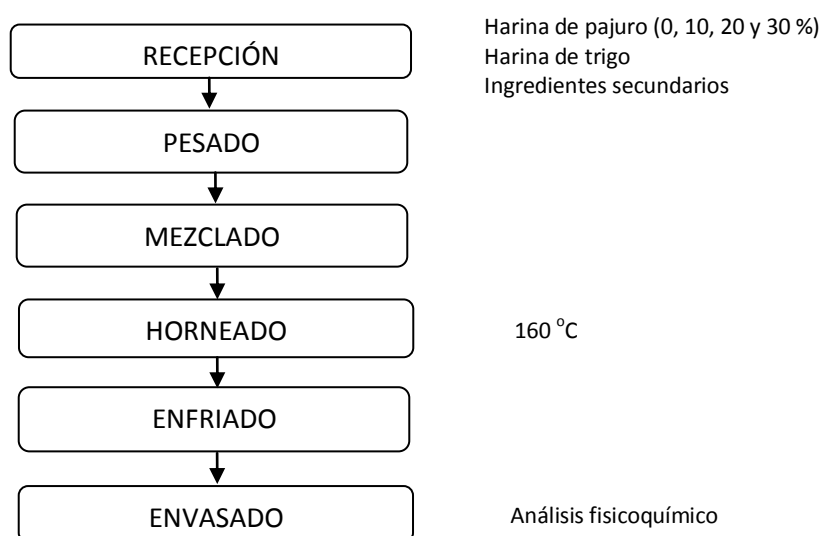 RECEPCIÓN
Harina de pajuro (0, 10, 20 y 30 %)
Harina de trigo
Ingredientes secundarios
PESADO
MEZCLADO
HORNEADO
160 °C
ENFRIADO
ENVASADO
Análisis fisicoquímico